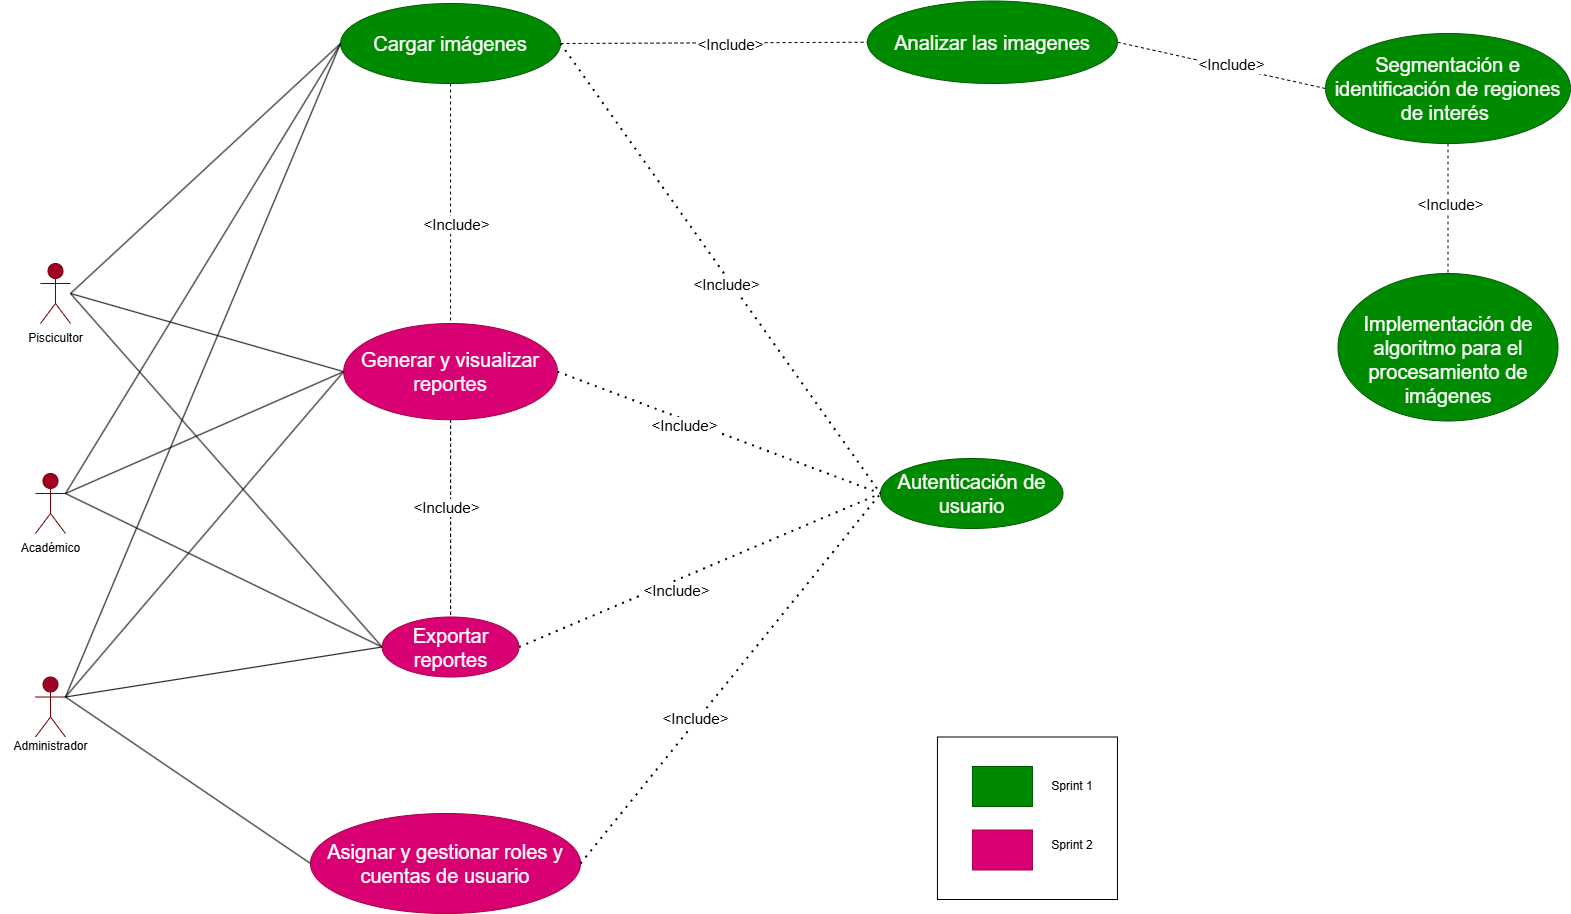 Cargar imágenes
<Include>
Analizar las imagenes
<Include>
Segmentación e
identificación de regiones
de interés
<Include>
<Include>
<Include>
Piscicultor
Generar y visualizar
reportes
Implementación de
algoritmo para el
procesamiento de
imágenes
<Include>
Autenticación de
usuario
<Include>
Académico
<Include>
Exportar
reportes
<Include>
Administrador
Sprint 1
Sprint 2
Asignar y gestionar roles y
cuentas de usuario